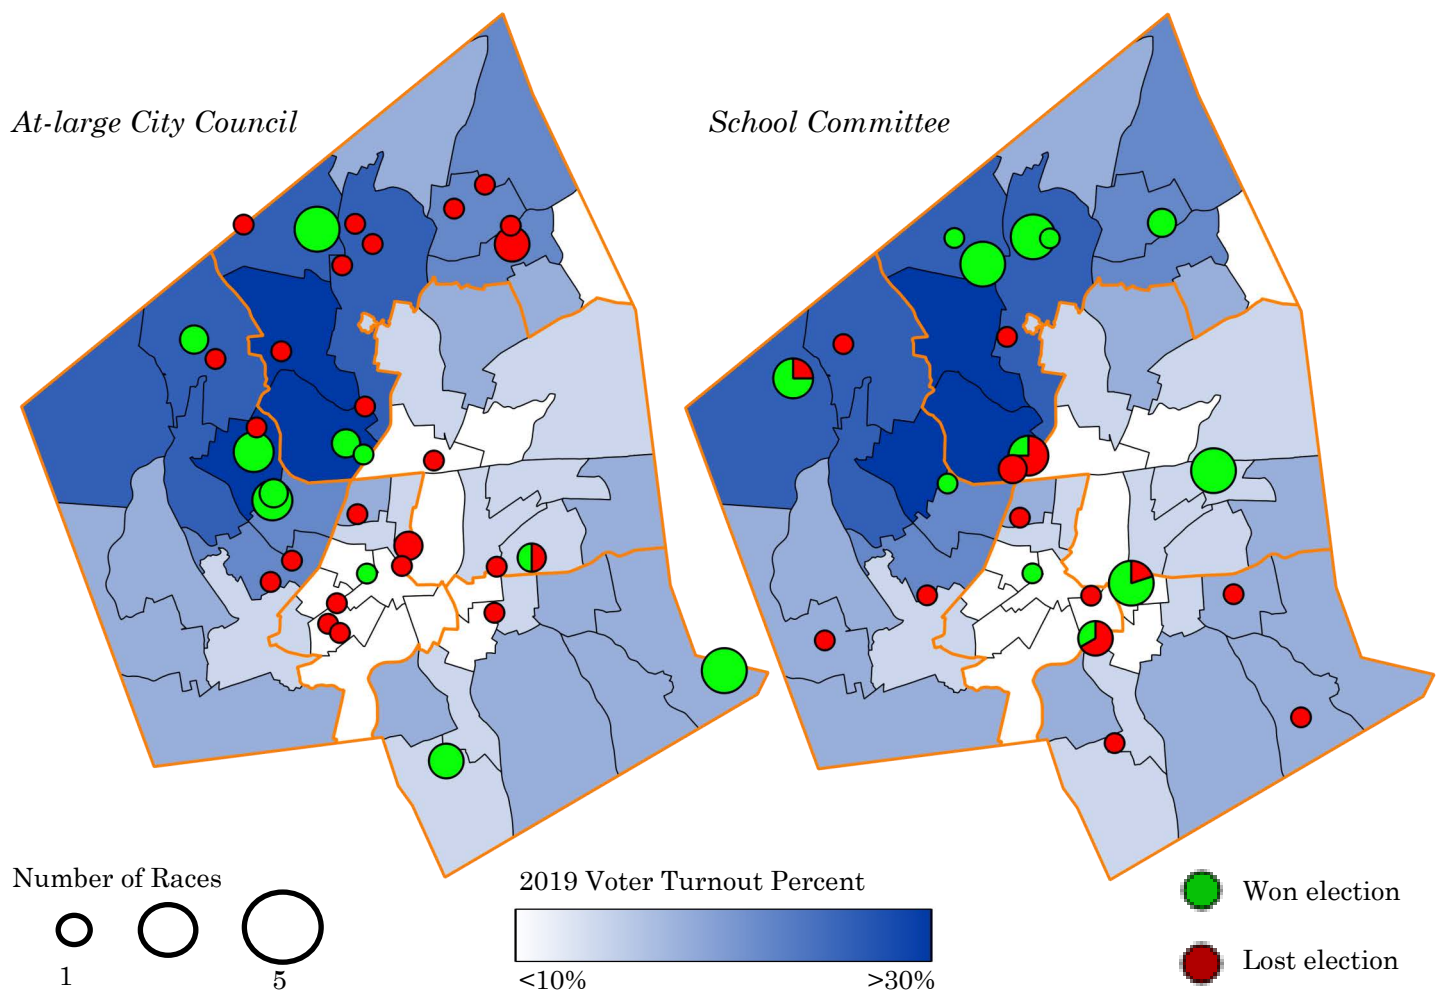 At-large City Council
School Committee
Number of Races
1
5
2019 Voter Turnout Percent
<10%
>30%
Won election
Lost election